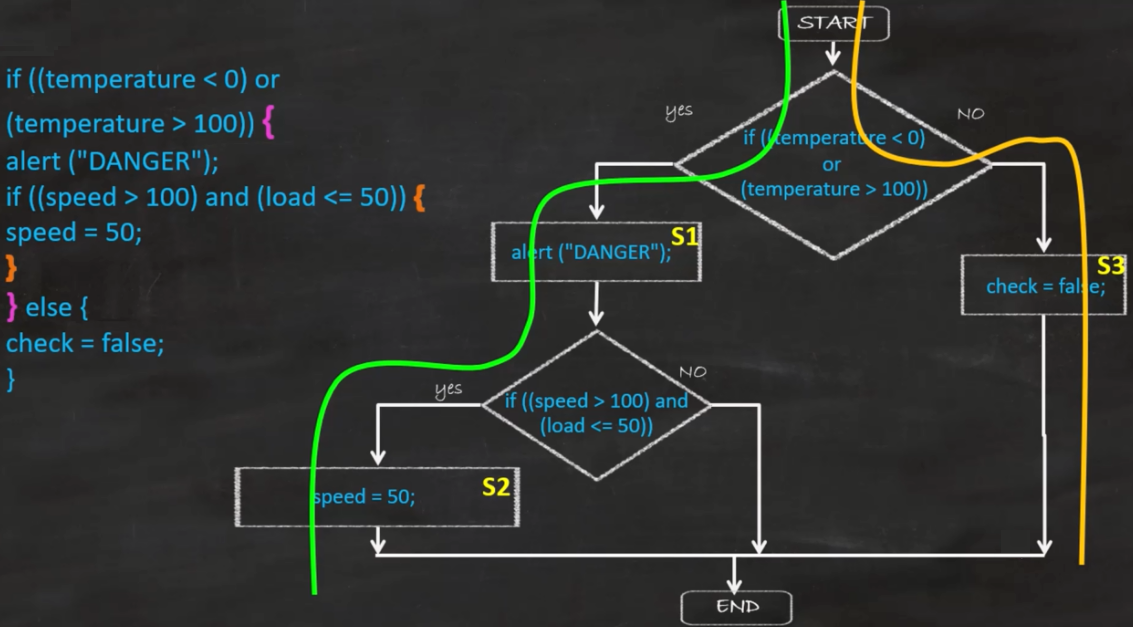 if ((temperature < 0) or
(temperature > 100)) {
alert ("DANGER");
if ((speed > 100) and (load <= 50)) {
speed = 50;
}
} else {
check = false;
}
START
yes
NO
if ((temperature < 0)
or
(temperature > 100))
alert ("DANGER");
S1
check = false;
S3
yes
NO
if ((speed > 100) and
(load <= 50))
speed = 50;
S2
END